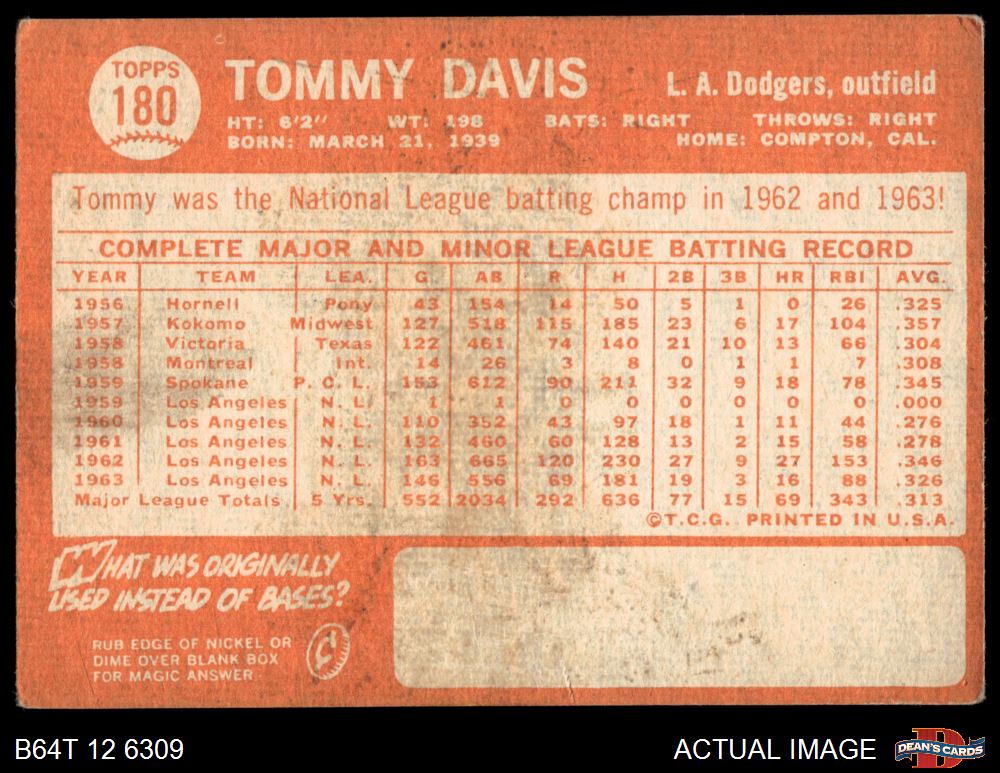 TOPPS
180
TOMMY DAVIS
L. A. Dodgers, outfield
HT: 6'2" WT: 198 BATS: RIGHT THROWS: RIGHT
BORN: MARCH 21, 1939 HOME: COMPTON, CAL.
Tommy was the National League batting champ in 1962 and 1963!
COMPLETE MAJOR AND MINOR LEAGUE BATTING RECORD
YEAR TEAM LEA. G AB R H 2B 3B HR RBI AVG.
1956 Hornell Pony 43 154 14 50 5 1 0 26 .325
1957 Kokomo Midwest 127 518 115 185 23 6 17 104 .357
1958 Victoria Texas 122 461 74 140 21 10 13 66 .304
1958 Montreal Int. 14 26 3 8 0 1 1 7 .308
1959 Spokane P. C. L. 153 612 90 211 32 9 18 78 .345
1959 Los Angeles N. L. 1 1 0 0 0 0 0 0 .000
1960 Los Angeles N. L. 110 352 43 97 18 1 11 44 .276
1961 Los Angeles N. L. 132 460 60 128 13 2 15 58 .278
1962 Los Angeles N. L. 163 665 120 230 27 9 27 153 .346
1963 Los Angeles N. L. 146 556 69 181 19 3 16 88 .326
Major League Totals 5 Yrs. 552 2034 292 636 77 15 69 343 .313
©T.C.G. PRINTED IN U.S.A.
WHAT WAS ORIGINALLY
USED INSTEAD OF BASES?
RUB EDGE OF NICKEL OR
DIME OVER BLANK BOX
FOR MAGIC ANSWER
B64T 12 6309
ACTUAL IMAGE
DEAN'S CARDS